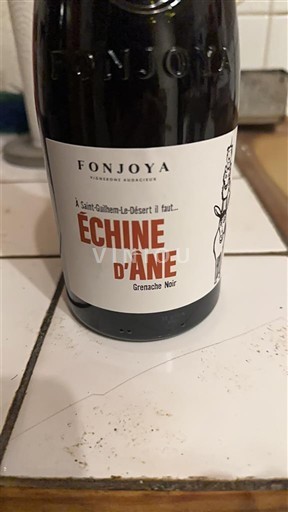 FONJOYA
FONJOYA
VIGNERONS AUDACIEUX
À Saint-Guilhem-Le-Désert il faut...
ÉCHINE
D'ÂNE
Grenache Noir